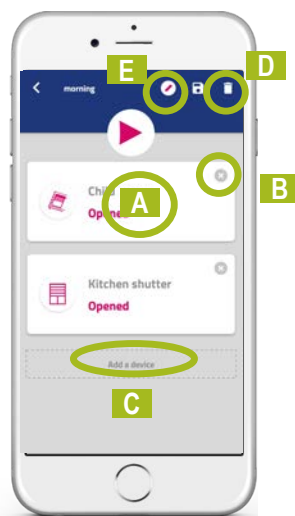 E
D
morning
B
Chil
A
Opened
Kitchen shutter
Opened
Add a device
C